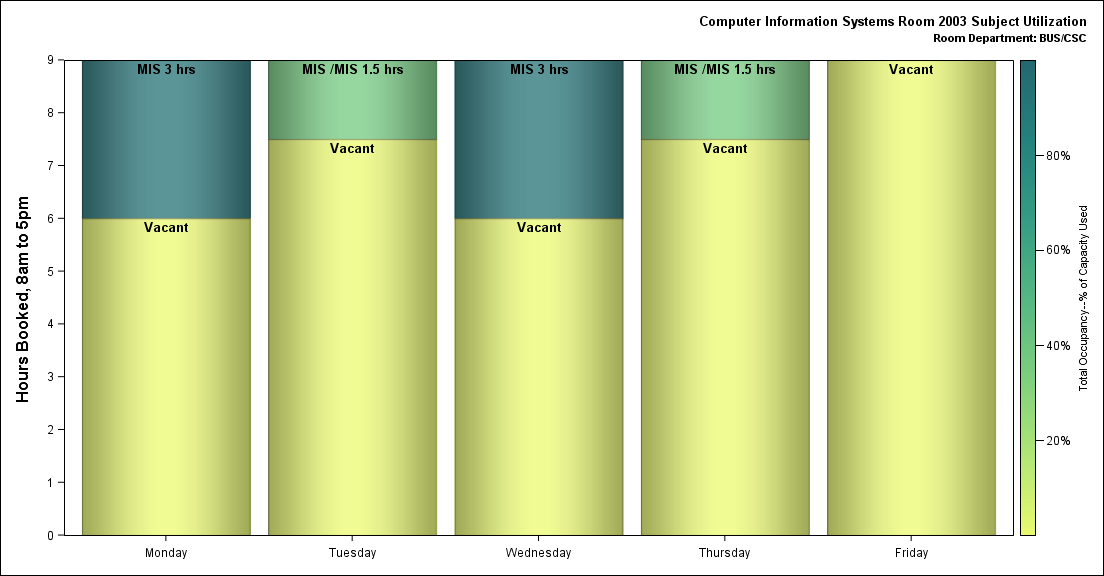 Computer Information Systems Room 2003 Subject Utilization
Room Department: BUS/CSC
Hours Booked, 8am to 5pm
9
8
7
6
5
4
3
2
1
0
MIS 3 hrs
Vacant
MIS /MIS 1.5 hrs
Vacant
MIS 3 hrs
Vacant
MIS /MIS 1.5 hrs
Vacant
Vacant
Monday
Tuesday
Wednesday
Thursday
Friday
80%
60%
40%
20%
Total Occupancy--% of Capacity Used